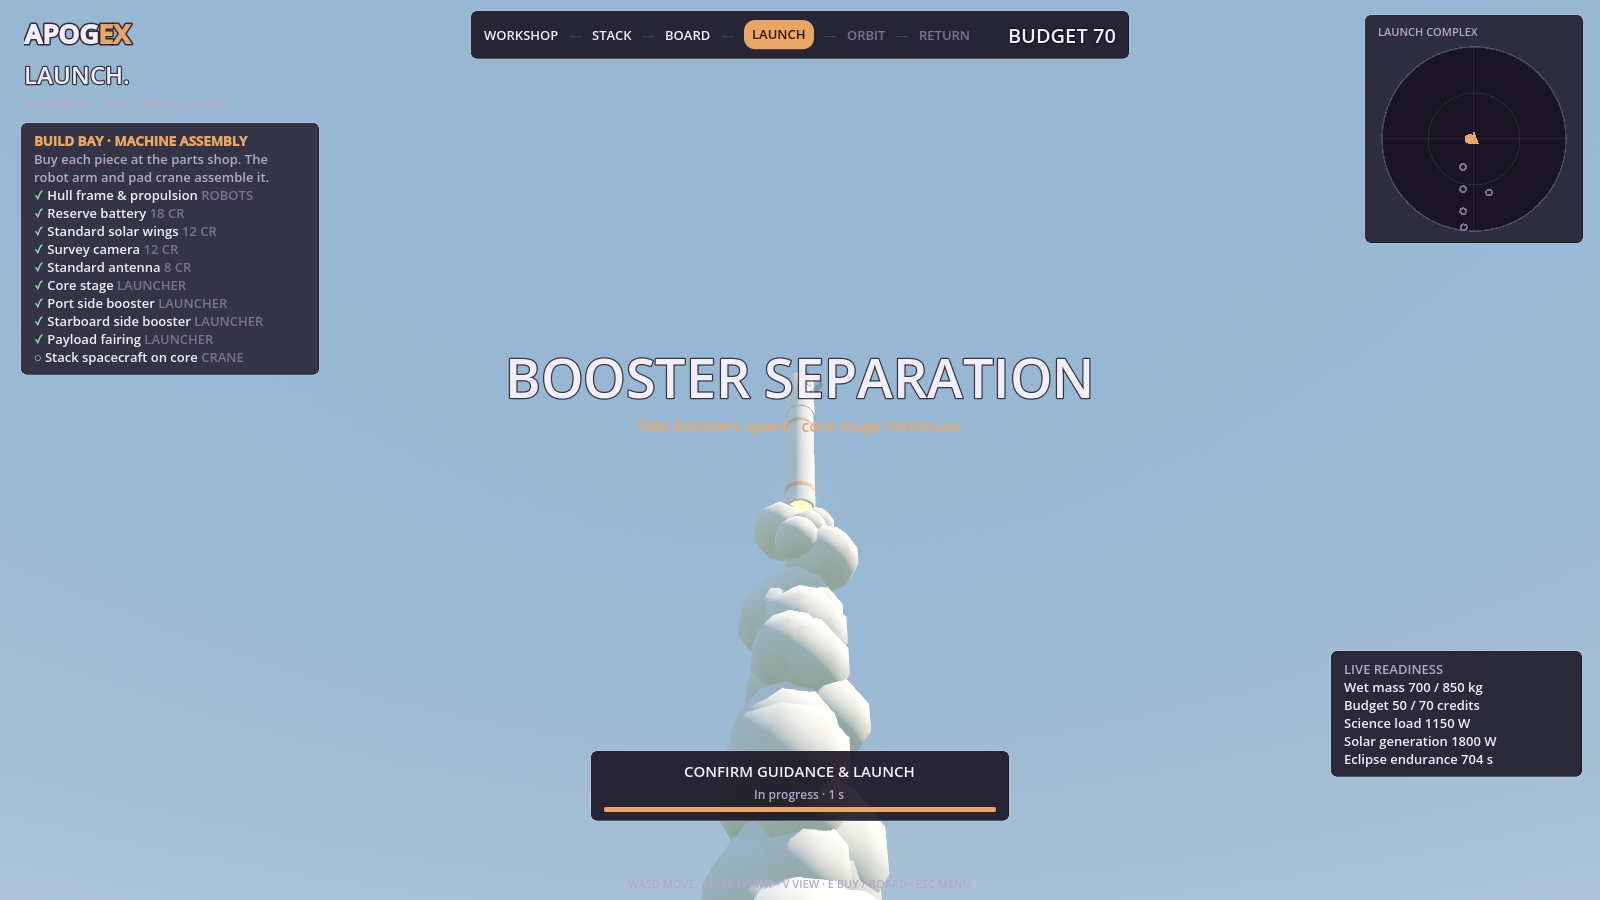 APOGEX
LAUNCH.
WORKSHOP — STACK — BOARD — LAUNCH — ORBIT — RETURN BUDGET 70
LAUNCH COMPLEX
BUILD BAY · MACHINE ASSEMBLY
Buy each piece at the parts shop. The
robot arm and pad crane assemble it.
✓ Hull frame & propulsion ROBOTS
✓ Reserve battery 18 CR
✓ Standard solar wings 12 CR
✓ Survey camera 12 CR
✓ Standard antenna 8 CR
✓ Core stage LAUNCHER
✓ Port side booster LAUNCHER
✓ Starboard side booster LAUNCHER
✓ Payload fairing LAUNCHER
○ Stack spacecraft on core CRANE
BOOSTER SEPARATION
Side boosters spent · core stage continues
LIVE READINESS
Wet mass 700 / 850 kg
Budget 50 / 70 credits
Science load 1150 W
Solar generation 1800 W
Eclipse endurance 704 s
CONFIRM GUIDANCE & LAUNCH
In progress · 1 s
WASD MOVE · V VIEW · E BUY / BOARD · ESC MENU